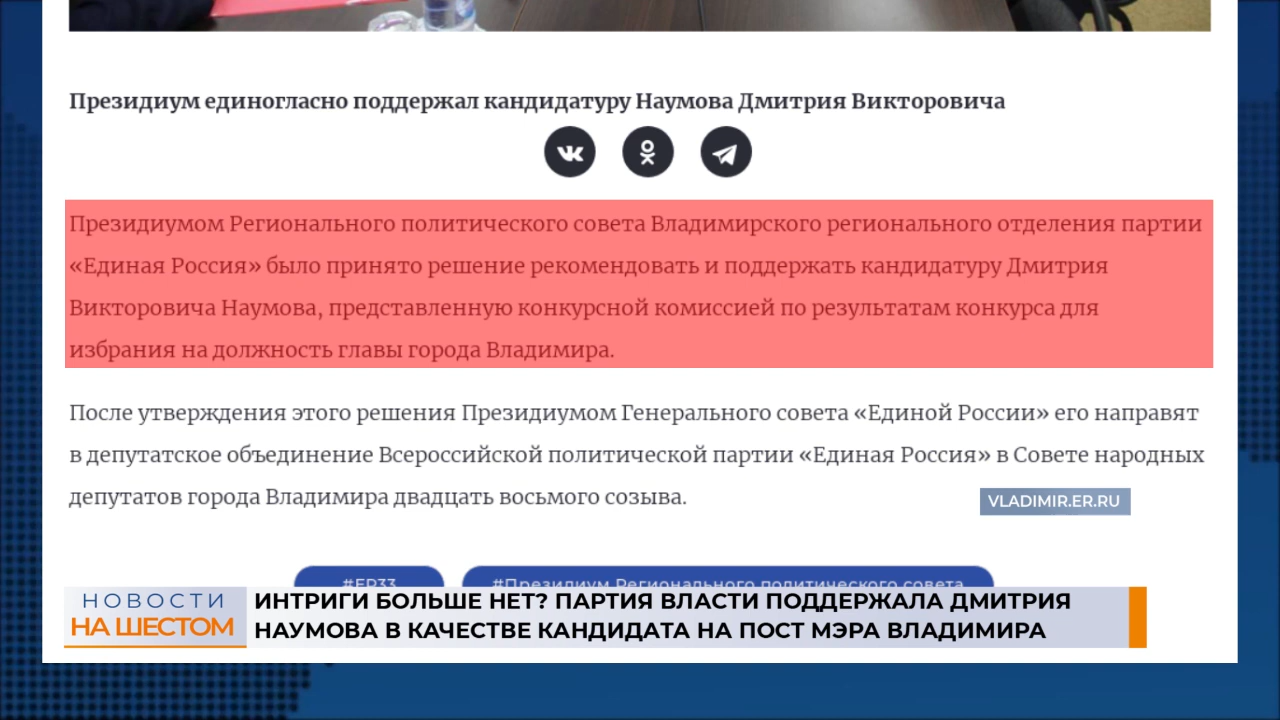 Президиум единогласно поддержал кандидатуру Наумова Дмитрия Викторовича
Президиумом Регионального политического совета Владимирского регионального отделения партии
«Единая Россия» было принято решение рекомендовать и поддержать кандидатуру Дмитрия
Викторовича Наумова, представленную конкурсной комиссией по результатам конкурса для
избрания на должность главы города Владимира.
После утверждения этого решения Президиумом Генерального совета «Единой России» его направят
в депутатское объединение Всероссийской политической партии «Единая Россия» в Совете народных
депутатов города Владимира двадцать восьмого созыва.
VLADIMIR.ER.RU
#ЕР33 #Президиум Регионального политического совета
НОВОСТИ
НА ШЕСТОМ
ИНТРИГИ БОЛЬШЕ НЕТ? ПАРТИЯ ВЛАСТИ ПОДДЕРЖАЛА ДМИТРИЯ
НАУМОВА В КАЧЕСТВЕ КАНДИДАТА НА ПОСТ МЭРА ВЛАДИМИРА